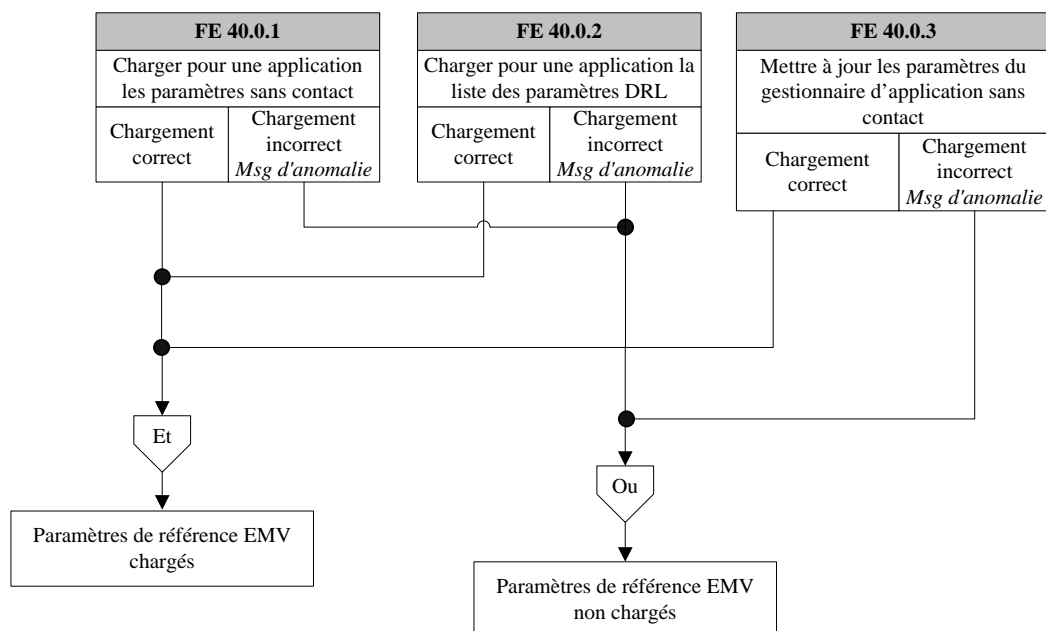 FE 40.0.1
Charger pour une application
les paramètres sans contact
Chargement
correct
Chargement
incorrect
Msg d'anomalie
FE 40.0.2
Charger pour une application la
liste des paramètres DRL
Chargement
correct
Chargement
incorrect
Msg d'anomalie
FE 40.0.3
Mettre à jour les paramètres du
gestionnaire d'application sans
contact
Chargement
correct
Chargement
incorrect
Msg d'anomalie
Et
Ou
Paramètres de référence EMV
chargés
Paramètres de référence EMV
non chargés